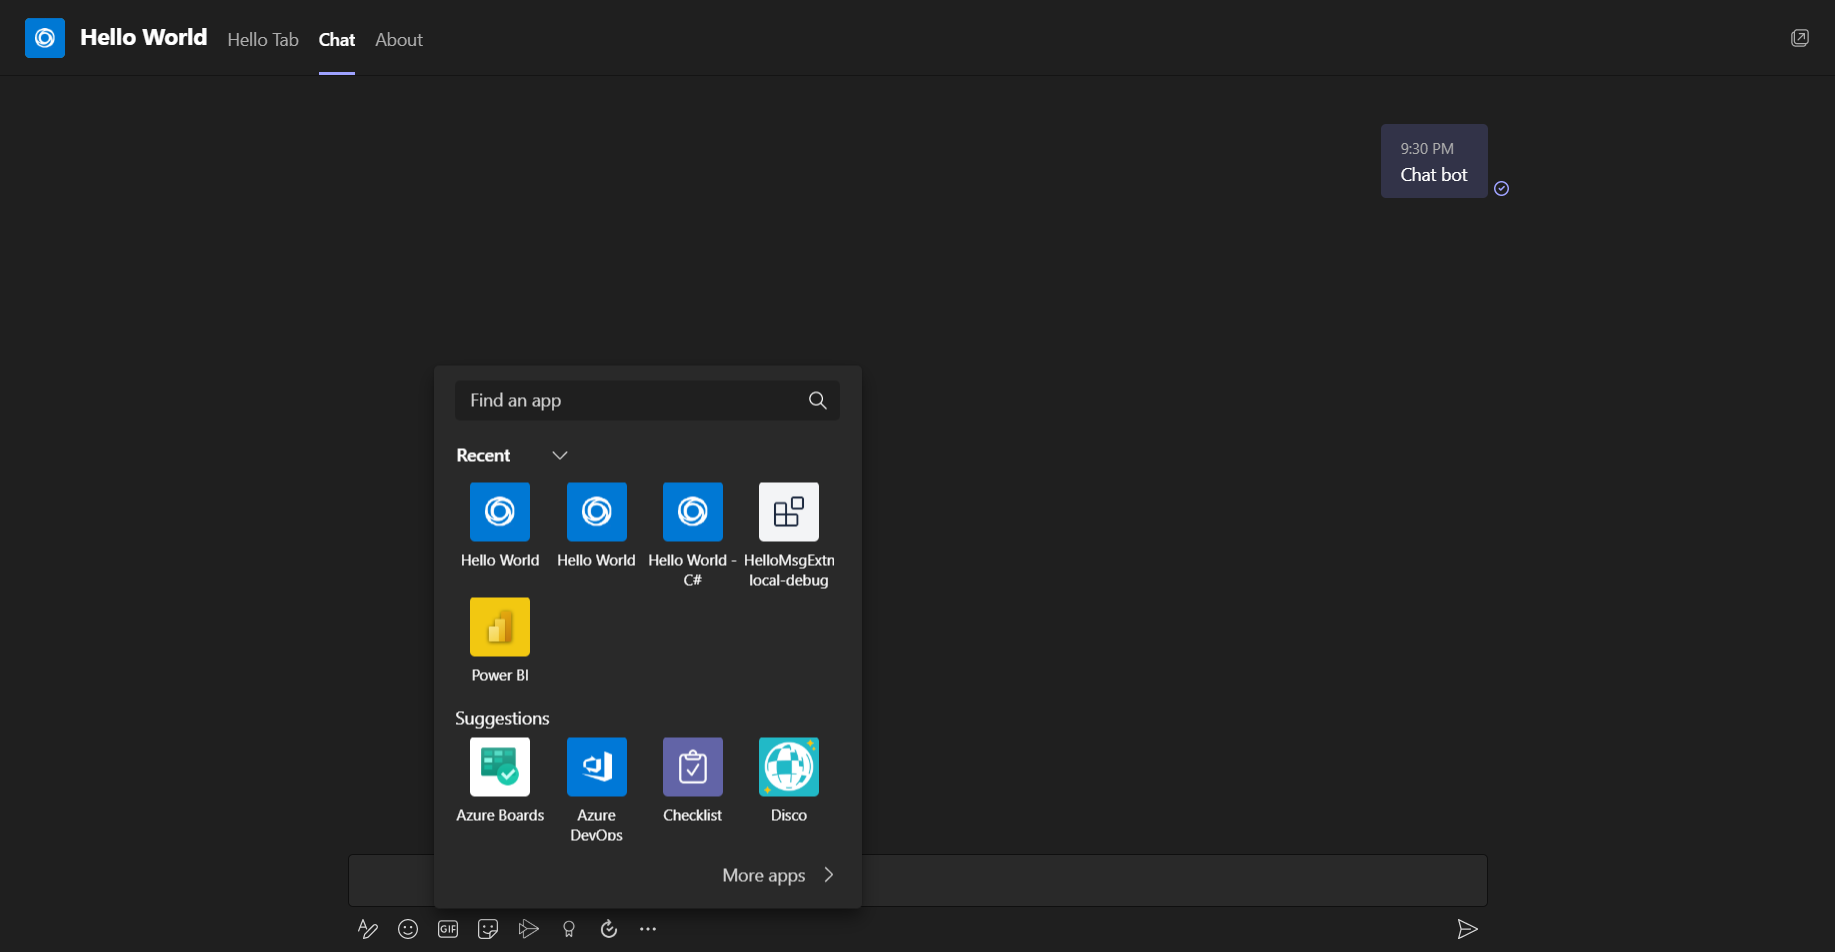 Hello World
Hello Tab
Chat
About
9:30 PM
Chat bot
Find an app
Recent
Hello World
Hello World
Hello World -
C#
HelloMsgExtn
local-debug
Power BI
Suggestions
Azure Boards
Azure
DevOps
Checklist
Disco
More apps
GIF